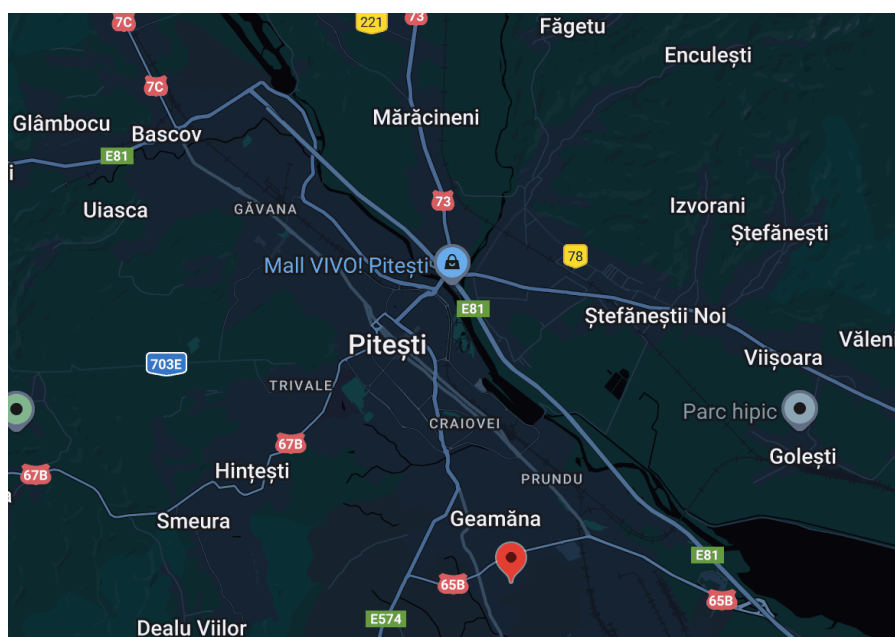 7C
221
73
Făgetu
Enculești
7C
Glâmbocu
Bascov
Mărăcineni
E81
i
Uiasca
GĂVANA
73
Izvorani
Ștefănești
78
Mall VIVO! Pitești
E81
Ștefăneștii Noi
Pitești
Văleni
Viișoara
703E
TRIVALE
Parc hipic
CRAIOVEI
67B
Golești
67B
Hințești
a
PRUNDU
Smeura
Geamăna
E81
65B
65B
E574
Dealu Viilor